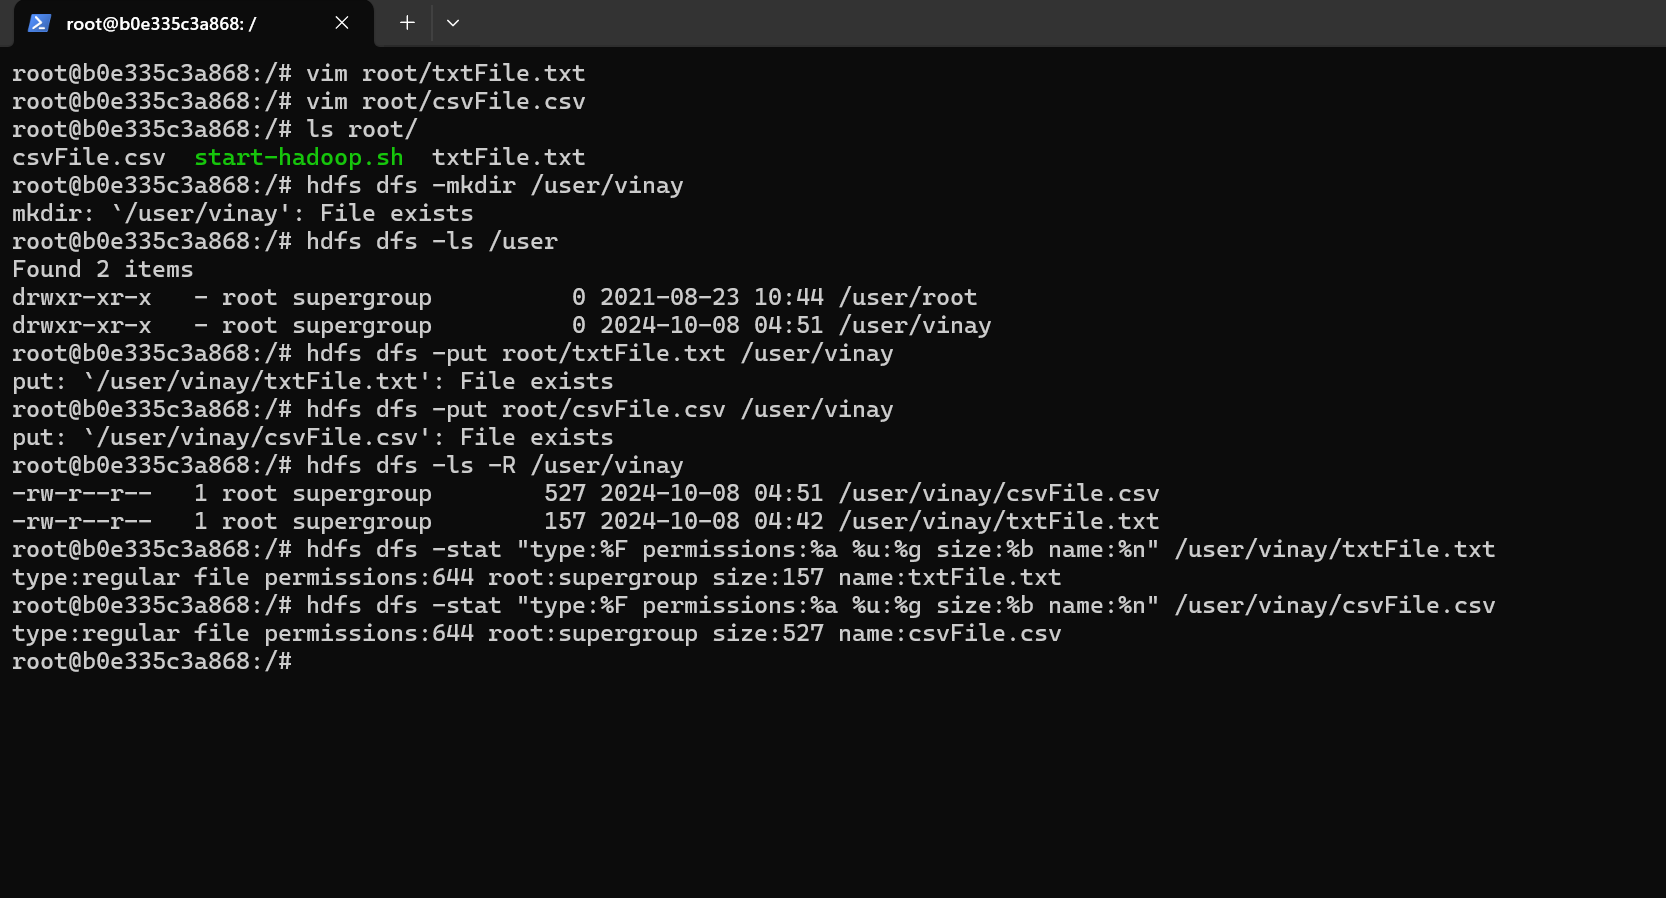 root@b0e335c3a868: /
root@b0e335c3a868:/# vim root/txtFile.txt
root@b0e335c3a868:/# vim root/csvFile.csv
root@b0e335c3a868:/# ls root/
csvFile.csv  start-hadoop.sh  txtFile.txt
root@b0e335c3a868:/# hdfs dfs -mkdir /user/vinay
mkdir: `/user/vinay': File exists
root@b0e335c3a868:/# hdfs dfs -ls /user
Found 2 items
drwxr-xr-x   - root supergroup          0 2021-08-23 10:44 /user/root
drwxr-xr-x   - root supergroup          0 2024-10-08 04:51 /user/vinay
root@b0e335c3a868:/# hdfs dfs -put root/txtFile.txt /user/vinay
put: `/user/vinay/txtFile.txt': File exists
root@b0e335c3a868:/# hdfs dfs -put root/csvFile.csv /user/vinay
put: `/user/vinay/csvFile.csv': File exists
root@b0e335c3a868:/# hdfs dfs -ls -R /user/vinay
-rw-r--r--   1 root supergroup        527 2024-10-08 04:51 /user/vinay/csvFile.csv
-rw-r--r--   1 root supergroup        157 2024-10-08 04:42 /user/vinay/txtFile.txt
root@b0e335c3a868:/# hdfs dfs -stat "type:%F permissions:%a %u:%g size:%b name:%n" /user/vinay/txtFile.txt
type:regular file permissions:644 root:supergroup size:157 name:txtFile.txt
root@b0e335c3a868:/# hdfs dfs -stat "type:%F permissions:%a %u:%g size:%b name:%n" /user/vinay/csvFile.csv
type:regular file permissions:644 root:supergroup size:527 name:csvFile.csv
root@b0e335c3a868:/#